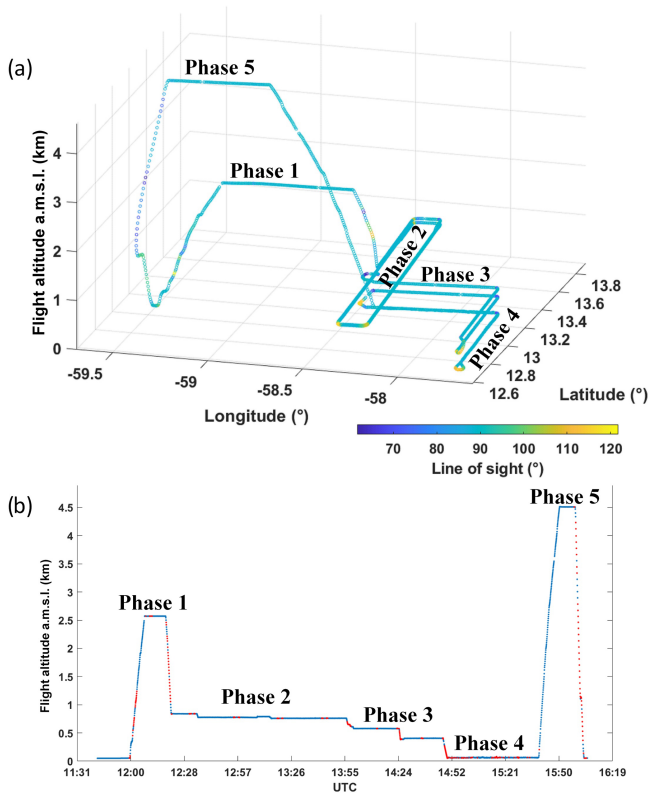 (a)
Phase 5
Phase 1
Phase 2
Phase 3
Phase 4
Flight altitude a.m.s.l. (km)
4
3
2
1
0
-59.5
-59
-58.5
-58
Longitude (°)
13.8
13.6
13.4
13.2
13
12.8
12.6
Latitude (°)
70
80
90
100
110
120
Line of sight (°)
(b)
Phase 5
Phase 1
Phase 2
Phase 3
Phase 4
Flight altitude a.m.s.l. (km)
4.5
4
3.5
3
2.5
2
1.5
1
0.5
0
11:31 12:00 12:28 12:57 13:26 13:55 14:24 14:52 15:21 15:50 16:19
UTC